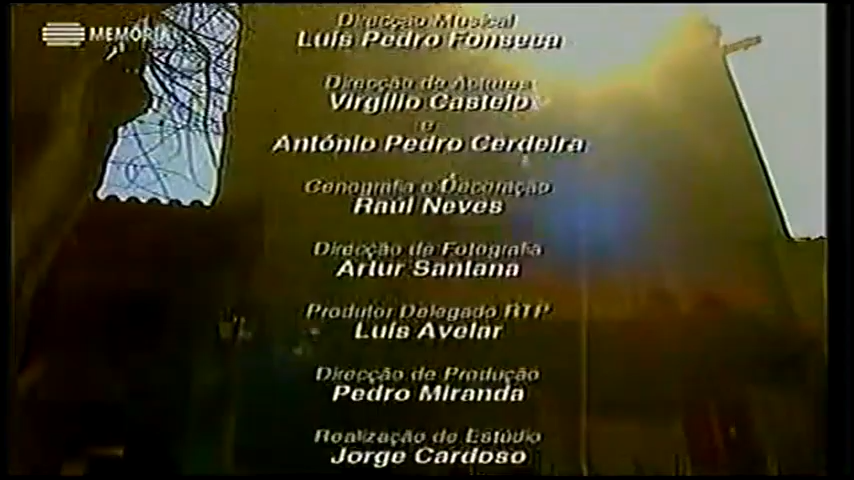 MEMÓRIA
Direcção Musical
Luís Pedro Fonseca
Direcção de Actores
Virgílio Castelo
e
António Pedro Cerdeira
Cenografia e Decoração
Raúl Neves
Direcção de Fotografia
Artur Santana
Produtor Delegado RTP
Luís Avelar
Direcção de Produção
Pedro Miranda
Realização de Estúdio
Jorge Cardoso